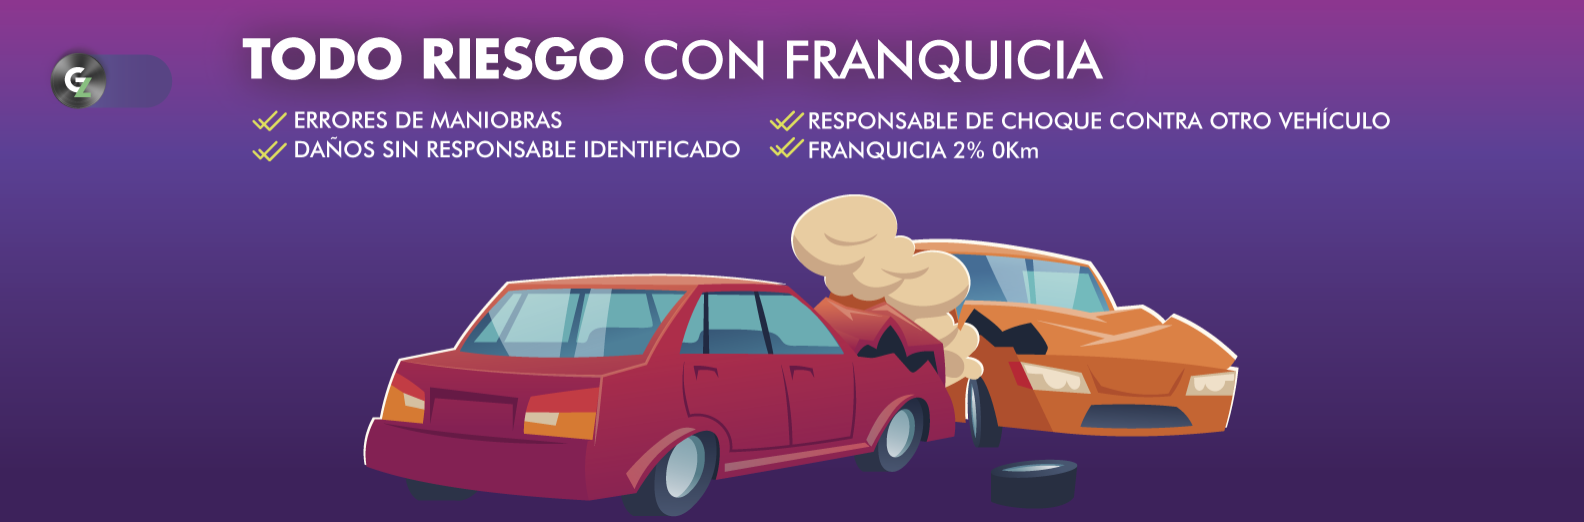 GZ
TODO RIESGO CON FRANQUICIA
ERRORES DE MANIOBRAS
DAÑOS SIN RESPONSABLE IDENTIFICADO
RESPONSABLE DE CHOQUE CONTRA OTRO VEHÍCULO
FRANQUICIA 2% 0Km